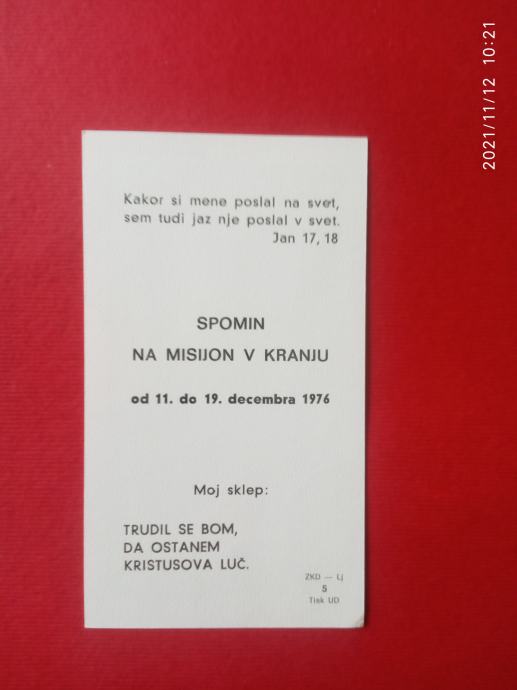 Kakor si mene poslal na svet,
sem tudi jaz nje poslal v svet.
Jan 17, 18
SPOMIN
NA MISIJON V KRANJU
od 11. do 19. decembra 1976
Moj sklep:
TRUDIL SE BOM,
DA OSTANEM
KRISTUSOVA LUČ.
ZKD — Lj
5
Tisk UD
2021/11/12 10:21